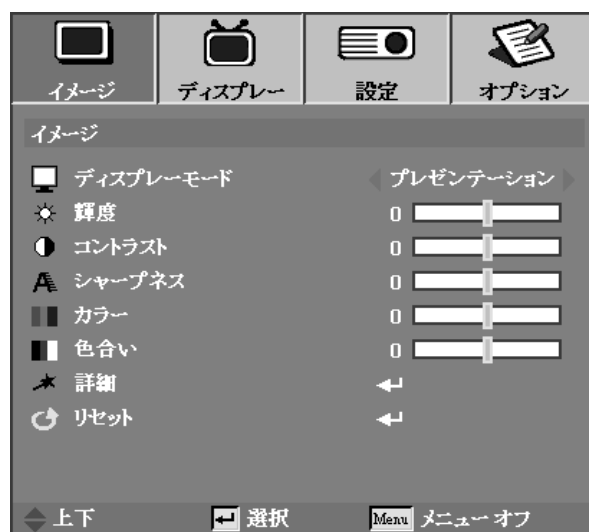 イメージ ディスプレー 設定 オプション
イメージ
ディスプレーモード プレゼンテーション
輝度 0
コントラスト 0
シャープネス 0
カラー 0
色合い 0
詳細
リセット
上下 選択 Menu メニューオフ